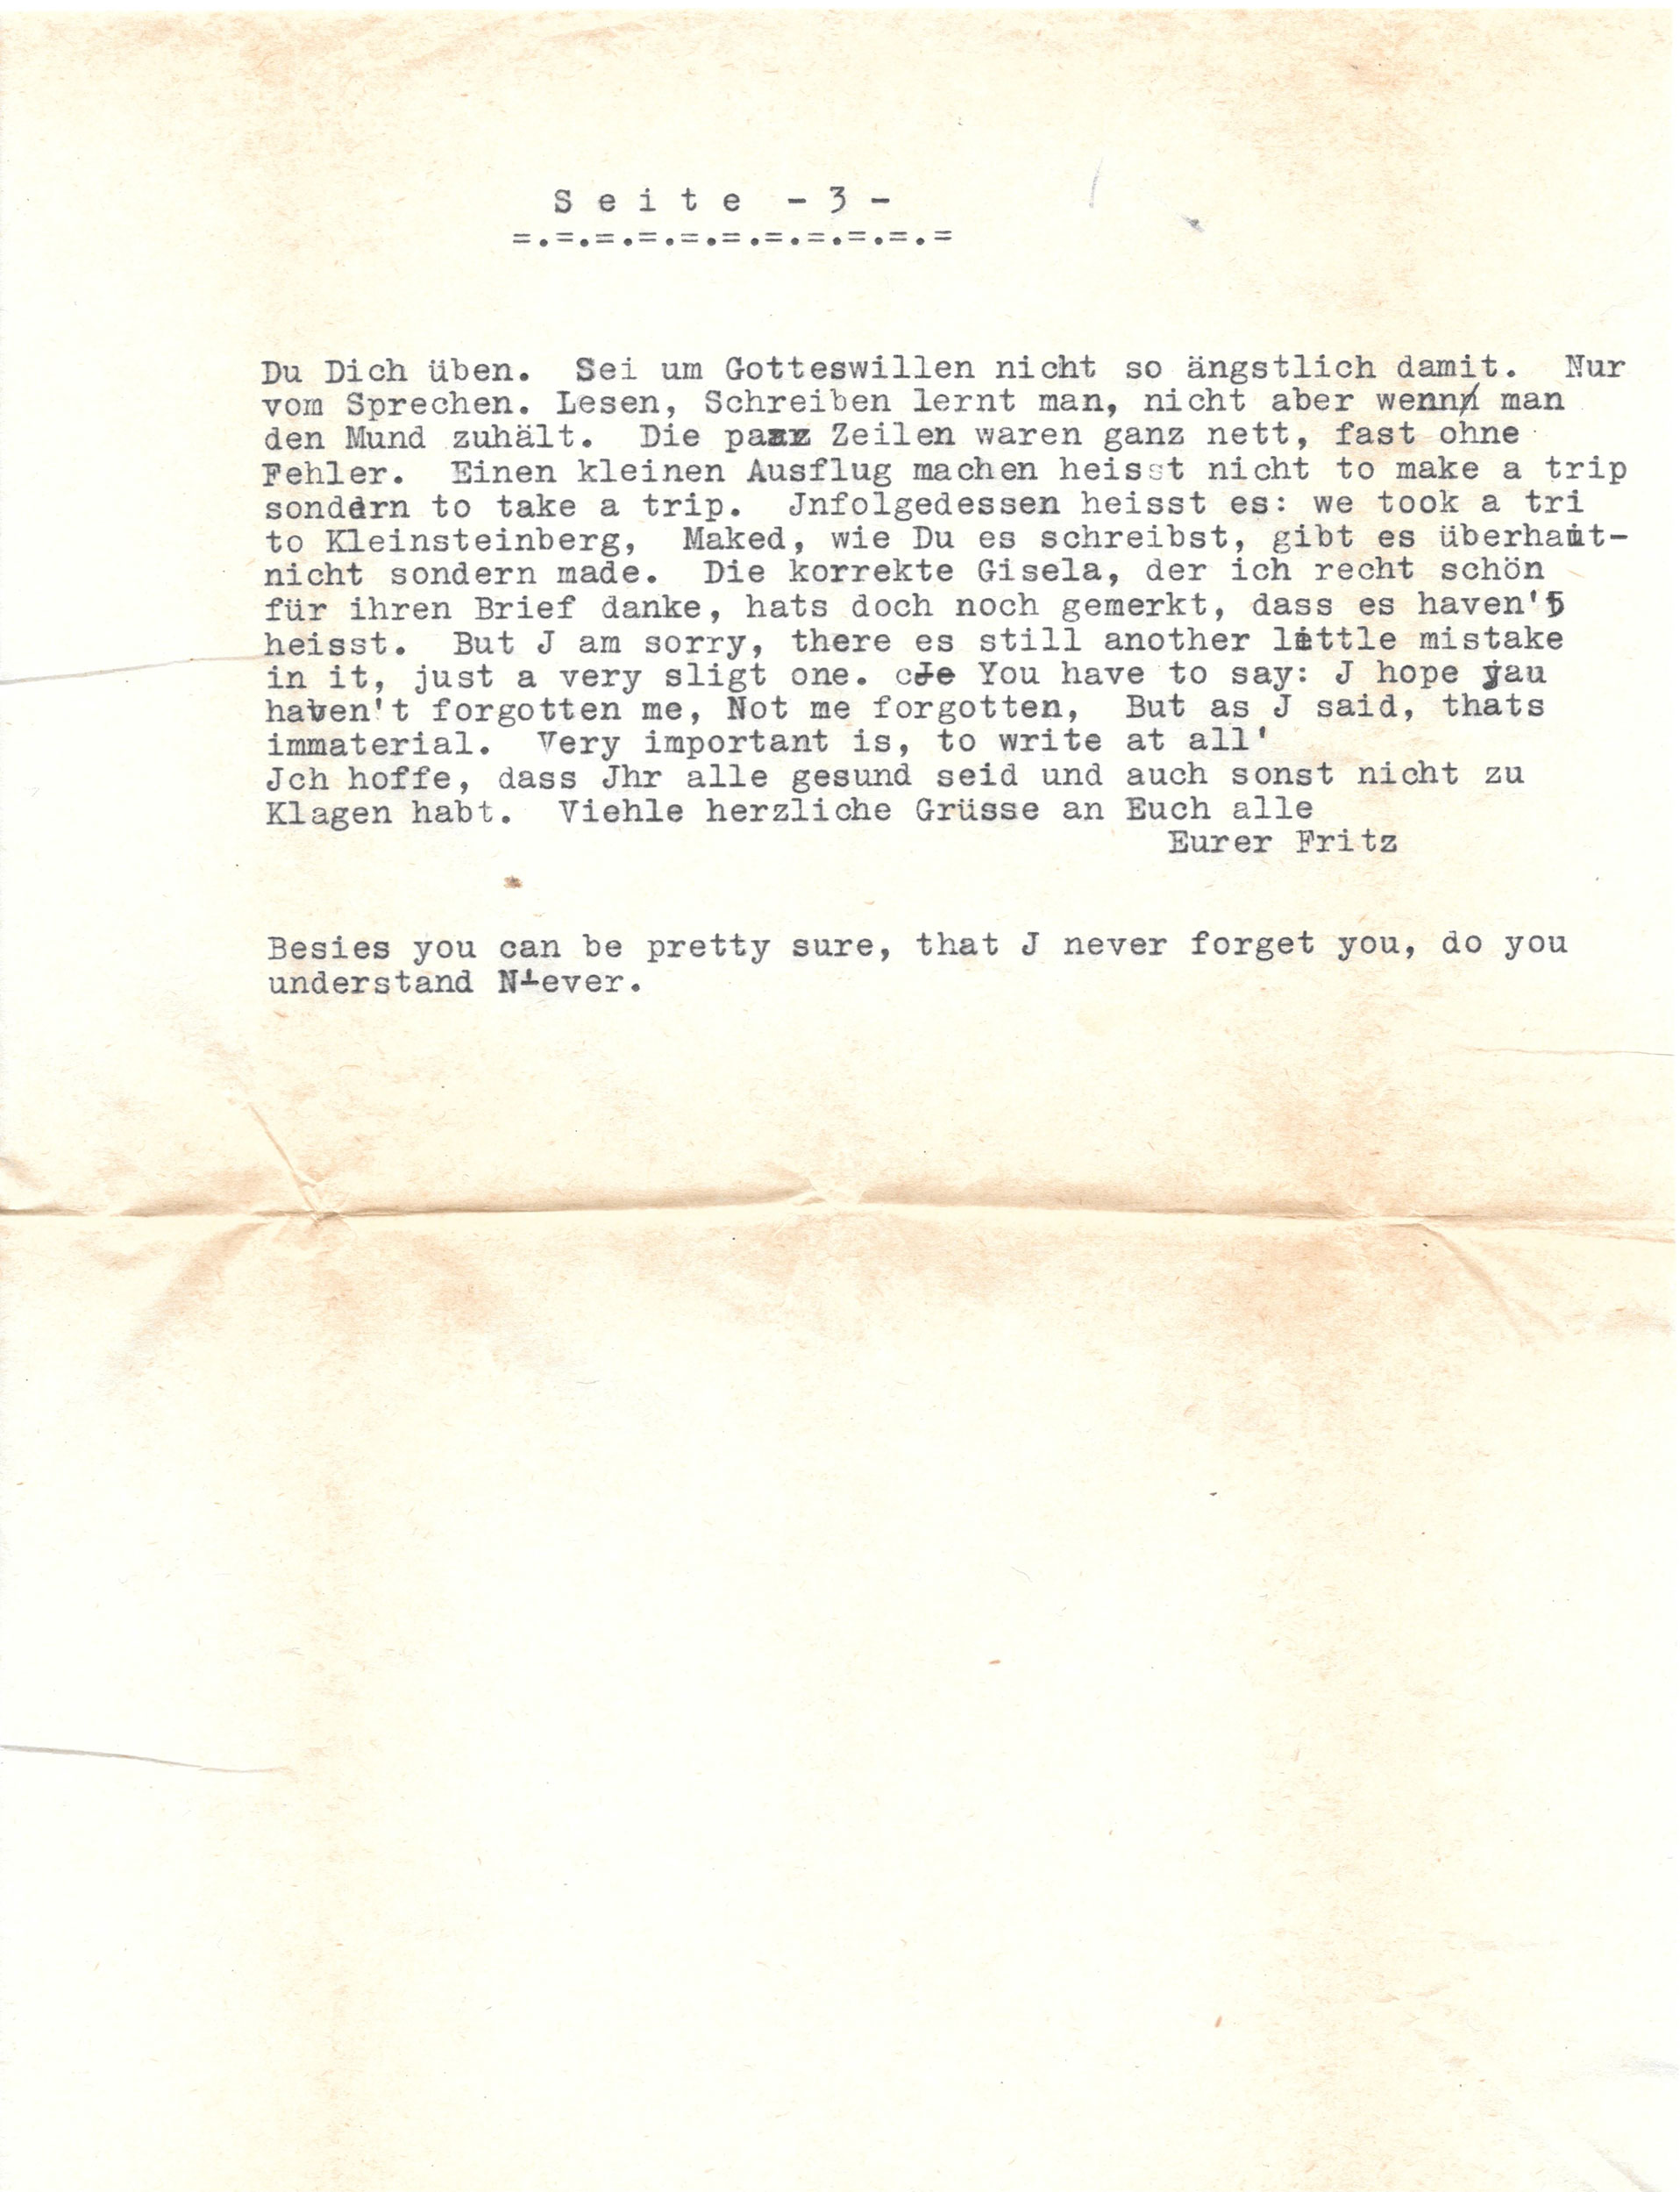 S e i t e - 3 -
=.=.=.=.=.=.=.=.=.=.=
Du Dich üben. Sei um Gotteswillen nicht so ängstlich damit. Nur
vom Sprechen. Lesen, Schreiben lernt man, nicht aber wenn man
den Mund zuhält. Die paar Zeilen waren ganz nett, fast ohne
Fehler. Einen kleinen Ausflug machen heisst nicht to make a trip
sondern to take a trip. Jnfolgedessen heisst es: we took a tri
to Kleinsteinberg, Maked, wie Du es schreibst, gibt es überhaut-
nicht sondern made. Die korrekte Gisela, der ich recht schön
für ihren Brief danke, hats doch noch gemerkt, dass es haven't
heisst. But J am sorry, there es still another little mistake
in it, just a very sligt one. You have to say: J hope yau
haven't forgotten me, Not me forgotten, But as J said, thats
immaterial. Very important is, to write at all'
Jch hoffe, dass Jhr alle gesund seid und auch sonst nicht zu
Klagen habt. Viehle herzliche Grüsse an Euch alle
Eurer Fritz
Besies you can be pretty sure, that J never forget you, do you
understand N-ever.